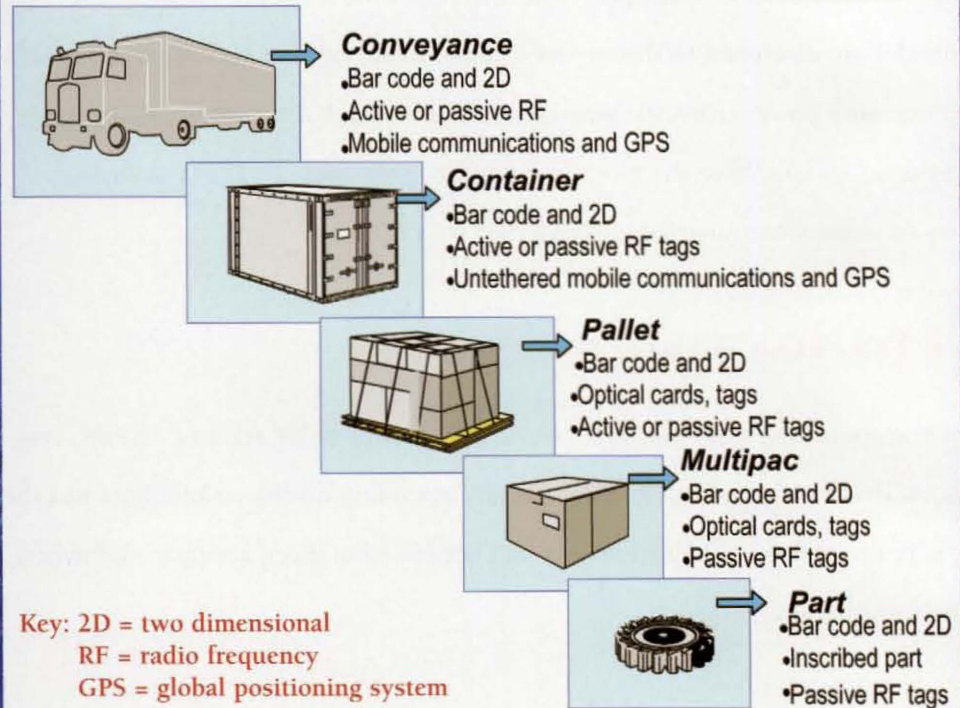 Conveyance
•Bar code and 2D
•Active or passive RF
•Mobile communications and GPS
Container
•Bar code and 2D
•Active or passive RF tags
•Untethered mobile communications and GPS
Pallet
•Bar code and 2D
•Optical cards, tags
•Active or passive RF tags
Multipac
•Bar code and 2D
•Optical cards, tags
•Passive RF tags
Part
•Bar code and 2D
•Inscribed part
•Passive RF tags
Key: 2D = two dimensional
RF = radio frequency
GPS = global positioning system